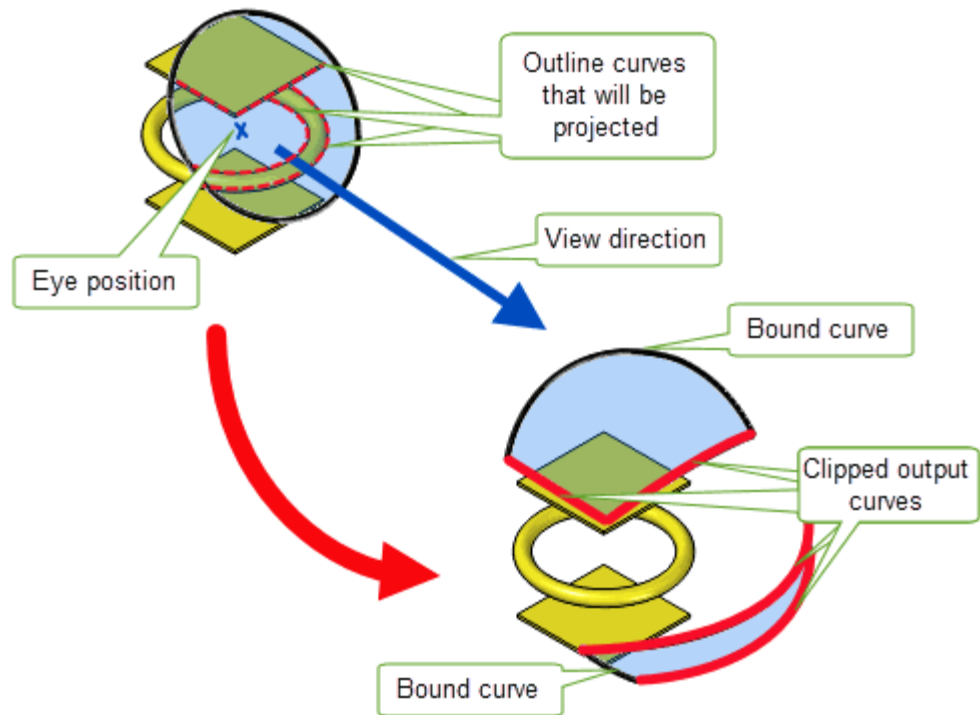 Outline curves
that will be
projected
View direction
Eye position
Bound curve
Clipped output
curves
Bound curve